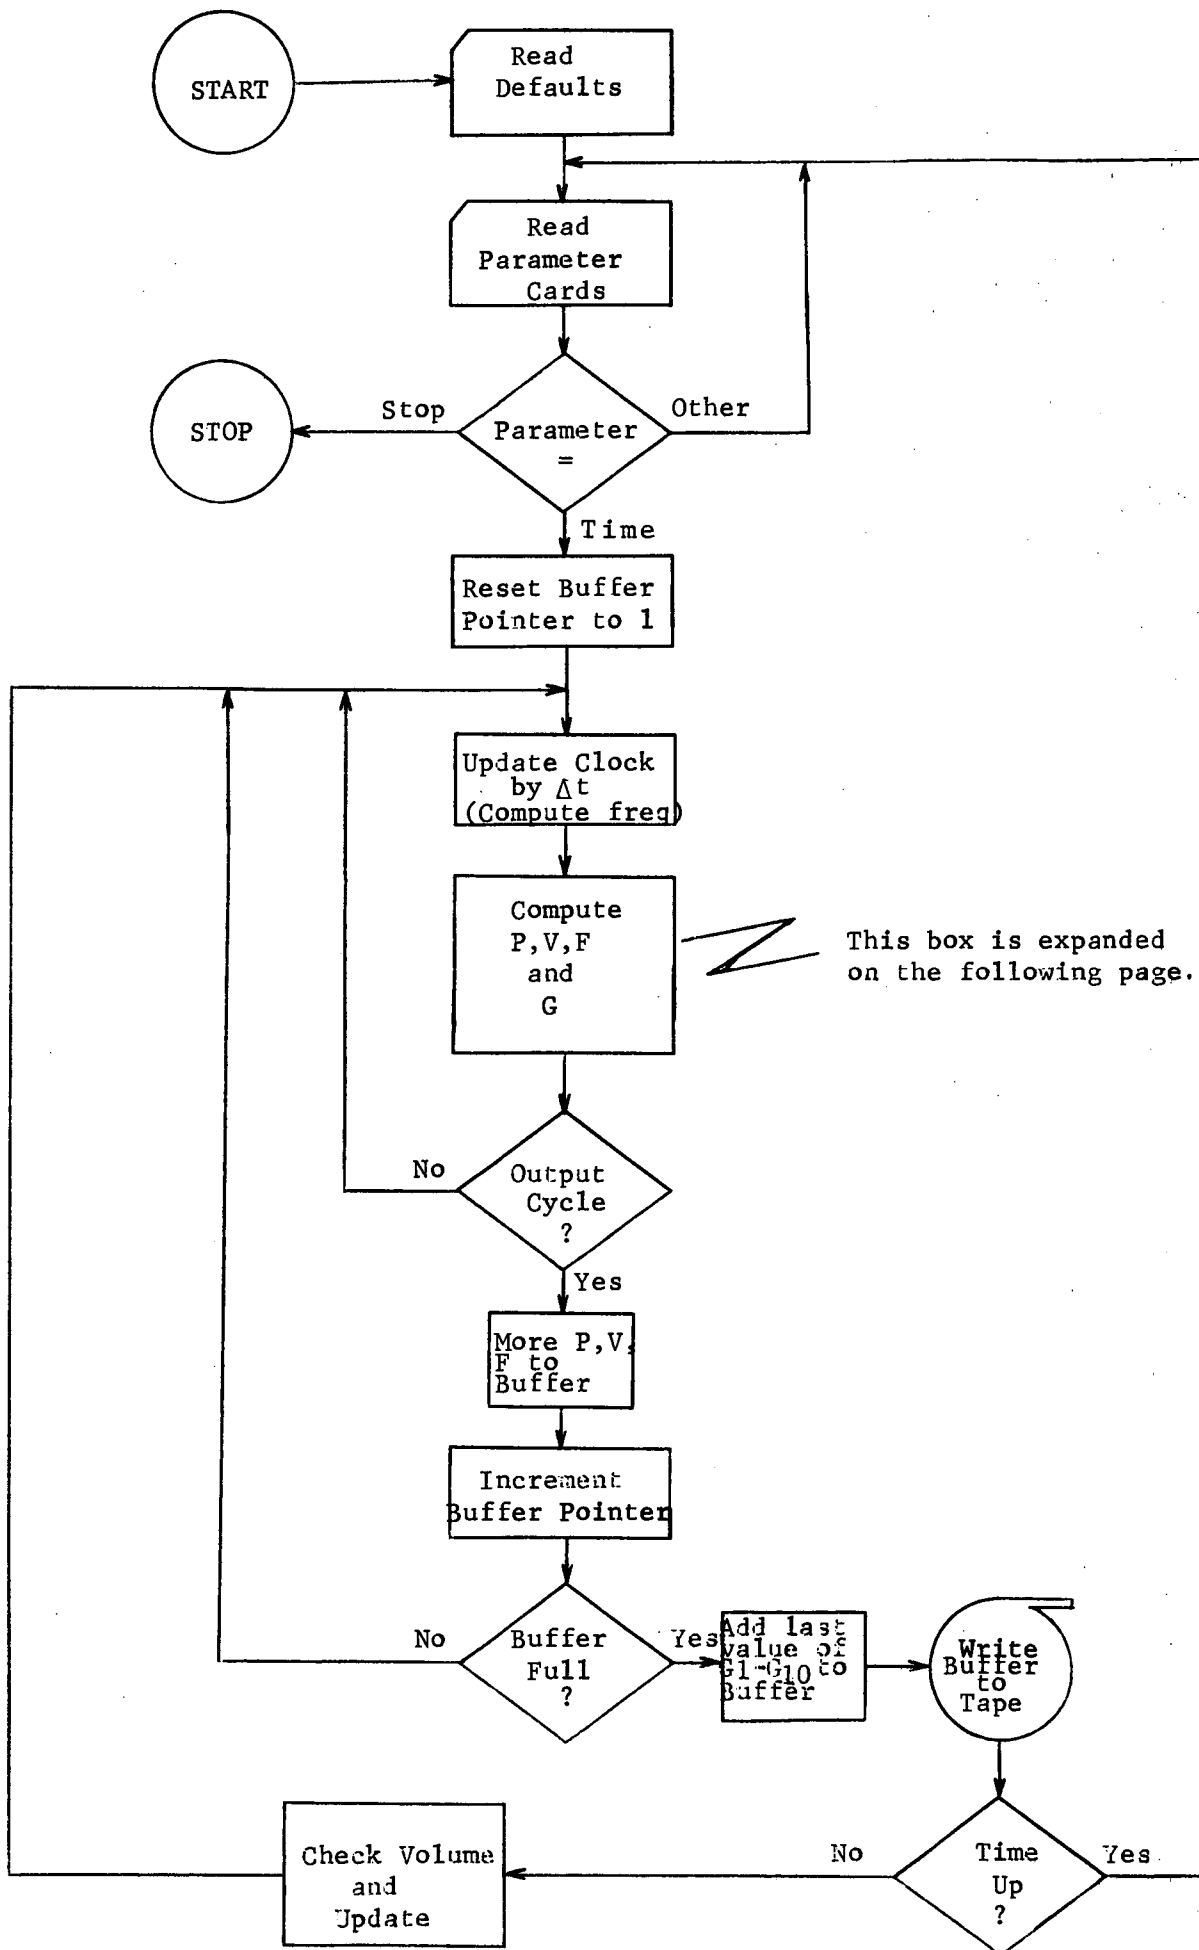 START
Read
Defaults
Read
Parameter
Cards
Stop
Other
STOP
Parameter
=
Time
Reset Buffer
Pointer to 1
Update Clock
by Δt
(Compute freq)
Compute
P,V,F
and
G
This box is expanded
on the following page.
No
Output
Cycle
?
Yes
More P,V,
F to
Buffer
Increment
Buffer Pointer
No
Buffer
Full
?
Yes
Add last
value of
G1-G10 to
Buffer
Write
Buffer
to
Tape
Check Volume
and
Update
No
Time
Up
?
Yes